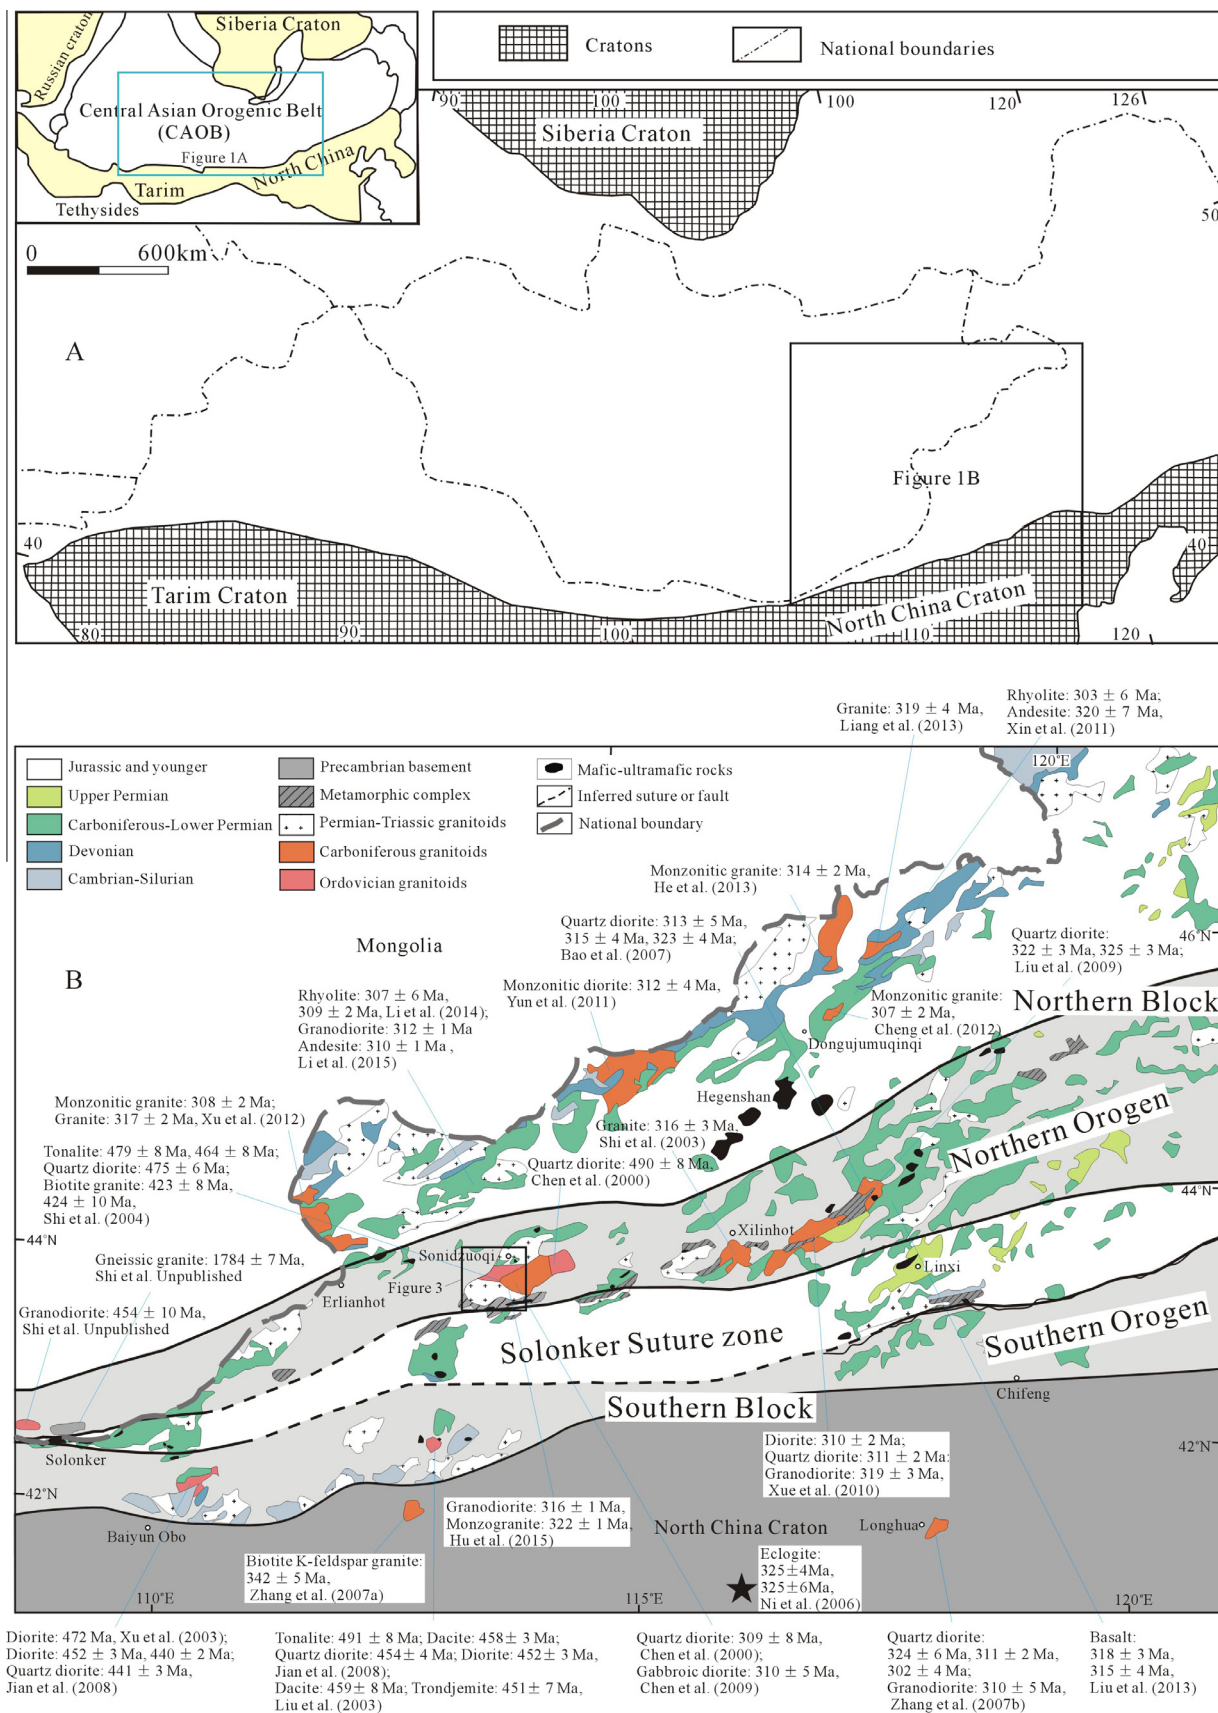 Siberia Craton
Russian craton
Central Asian Orogenic Belt
(CAOB)
Figure 1A
North China
Tarim
Tethysides
Cratons
National boundaries
90
100
100
120
126
Siberia Craton
50
0
600km
A
Figure 1B
40
40
Tarim Craton
North China Craton
80
90
100
110
120
Granite: 319 ± 4 Ma,
Liang et al. (2013)
Rhyolite: 303 ± 6 Ma;
Andesite: 320 ± 7 Ma,
Xin et al. (2011)
Jurassic and younger
Upper Permian
Carboniferous-Lower Permian
Devonian
Cambrian-Silurian
Precambrian basement
Metamorphic complex
Permian-Triassic granitoids
Carboniferous granitoids
Ordovician granitoids
Mafic-ultramafic rocks
Inferred suture or fault
National boundary
120°E
Monzonitic granite: 314 ± 2 Ma,
He et al. (2013)
Quartz diorite: 313 ± 5 Ma,
315 ± 4 Ma, 323 ± 4 Ma;
Bao et al. (2007)
Mongolia
B
Quartz diorite:
322 ± 3 Ma, 325 ± 3 Ma;
Liu et al. (2009)
46°N
Monzonitic diorite: 312 ± 4 Ma,
Yun et al. (2011)
Rhyolite: 307 ± 6 Ma,
309 ± 2 Ma, Li et al. (2014);
Granodiorite: 312 ± 1 Ma
Andesite: 310 ± 1 Ma ,
Li et al. (2015)
Monzonitic granite:
307 ± 2 Ma,
Cheng et al. (2012)
Northern Block
Dongujumuqinqi
Hegenshan
Monzonitic granite: 308 ± 2 Ma;
Granite: 317 ± 2 Ma, Xu et al. (2012)
Granite: 316 ± 3 Ma,
Shi et al. (2003)
Northern Orogen
Tonalite: 479 ± 8 Ma, 464 ± 8 Ma;
Quartz diorite: 475 ± 6 Ma;
Biotite granite: 423 ± 8 Ma,
424 ± 10 Ma,
Shi et al. (2004)
Quartz diorite: 490 ± 8 Ma,
Chen et al. (2000)
44°N
44°N
Xilinhot
Sonidzuoqi
Linxi
Gneissic granite: 1784 ± 7 Ma,
Shi et al. Unpublished
Figure 3
Erlianhot
Granodiorite: 454 ± 10 Ma,
Shi et al. Unpublished
Solonker Suture zone
Southern Orogen
Southern Block
Chifeng
Solonker
42°N
Diorite: 310 ± 2 Ma;
Quartz diorite: 311 ± 2 Ma:
Granodiorite: 319 ± 3 Ma,
Xue et al. (2010)
42°N
Baiyun Obo
Granodiorite: 316 ± 1 Ma,
Monzogranite: 322 ± 1 Ma,
Hu et al. (2015)
North China Craton
Longhua
Biotite K-feldspar granite:
342 ± 5 Ma,
Zhang et al. (2007a)
Eclogite:
325±4Ma,
325±6Ma,
Ni et al. (2006)
110°E
115°E
120°E
Diorite: 472 Ma, Xu et al. (2003);
Diorite: 452 ± 3 Ma, 440 ± 2 Ma;
Quartz diorite: 441 ± 3 Ma,
Jian et al. (2008)
Tonalite: 491 ± 8 Ma; Dacite: 458 ± 3 Ma;
Quartz diorite: 454 ± 4 Ma; Diorite: 452 ± 3 Ma,
Jian et al. (2008);
Dacite: 459 ± 8 Ma; Trondjemite: 451 ± 7 Ma,
Liu et al. (2003)
Quartz diorite: 309 ± 8 Ma,
Chen et al. (2000);
Gabbroic diorite: 310 ± 5 Ma,
Chen et al. (2009)
Quartz diorite:
324 ± 6 Ma, 311 ± 2 Ma,
302 ± 4 Ma;
Granodiorite: 310 ± 5 Ma,
Zhang et al. (2007b)
Basalt:
318 ± 3 Ma,
315 ± 4 Ma,
Liu et al. (2013)